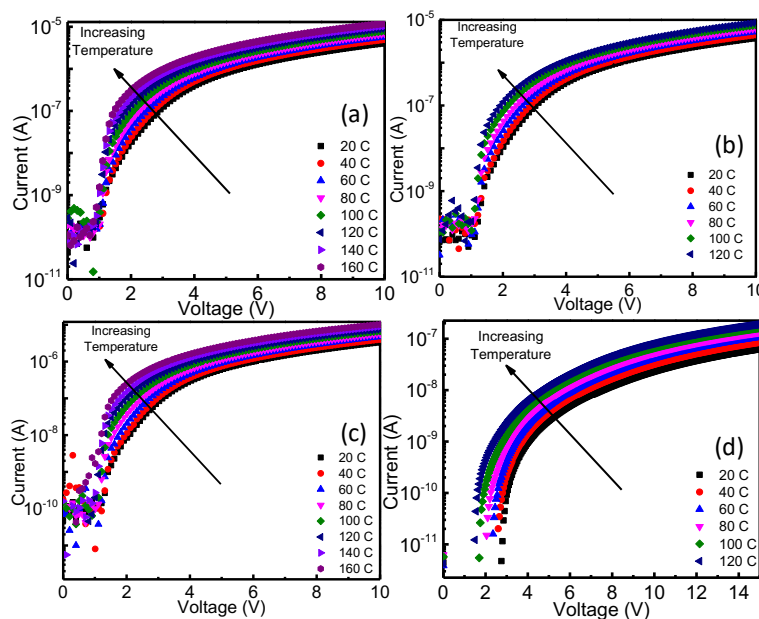 Increasing
Temperature
(a)
20 C
40 C
60 C
80 C
100 C
120 C
140 C
160 C
10^-5
10^-7
10^-9
10^-11
Current (A)
0 2 4 6 8 10
Voltage (V)
Increasing
Temperature
(b)
20 C
40 C
60 C
80 C
100 C
120 C
10^-5
10^-7
10^-9
10^-11
Current (A)
0 2 4 6 8 10
Voltage (V)
Increasing
Temperature
(c)
20 C
40 C
60 C
80 C
100 C
120 C
140 C
160 C
10^-6
10^-8
10^-10
Current (A)
0 2 4 6 8 10
Voltage (V)
Increasing
Temperature
(d)
20 C
40 C
60 C
80 C
100 C
120 C
10^-7
10^-8
10^-9
10^-10
10^-11
Current (A)
0 2 4 6 8 10 12 14
Voltage (V)